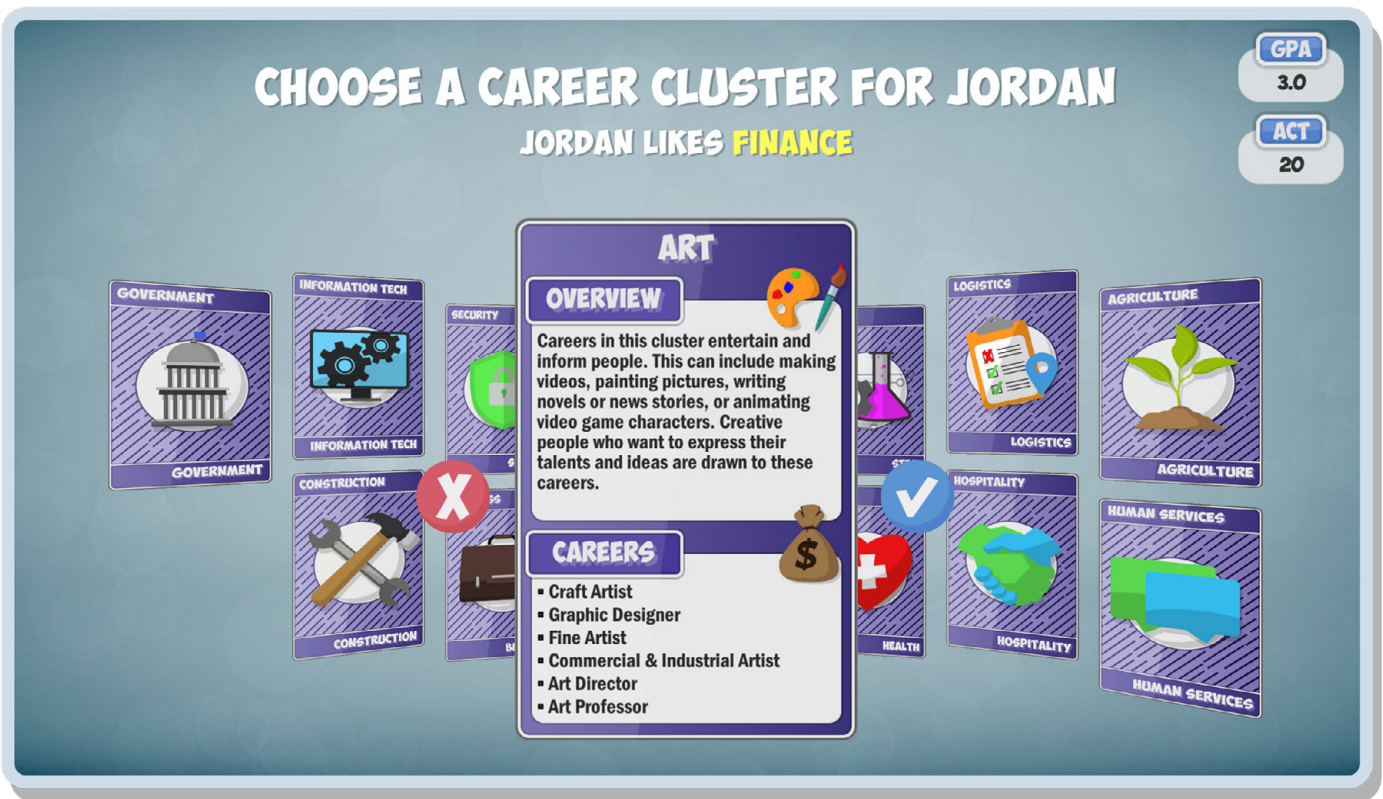 CHOOSE A CAREER CLUSTER FOR JORDAN
JORDAN LIKES FINANCE
GPA
3.0
ACT
20
GOVERNMENT
GOVERNMENT
INFORMATION TECH
INFORMATION TECH
SECURITY
CONSTRUCTION
CONSTRUCTION
ART
OVERVIEW
Careers in this cluster entertain and
inform people. This can include making
videos, painting pictures, writing
novels or news stories, or animating
video game characters. Creative
people who want to express their
talents and ideas are drawn to these
careers.
CAREERS
▪ Craft Artist
▪ Graphic Designer
▪ Fine Artist
▪ Commercial & Industrial Artist
▪ Art Director
▪ Art Professor
$
HEALTH
LOGISTICS
LOGISTICS
HOSPITALITY
HOSPITALITY
AGRICULTURE
AGRICULTURE
HUMAN SERVICES
HUMAN SERVICES